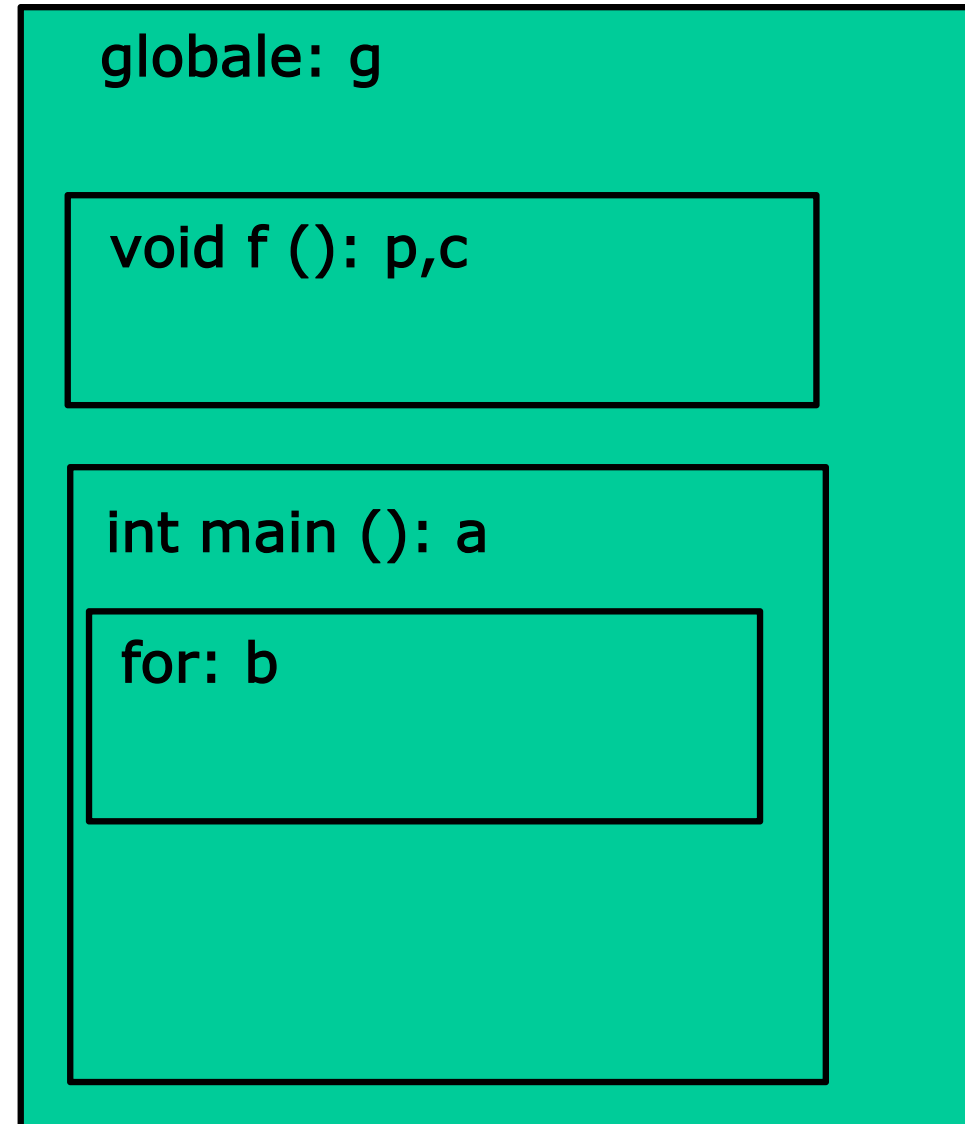 globale: g
void f (): p,c
int main (): a
for: b